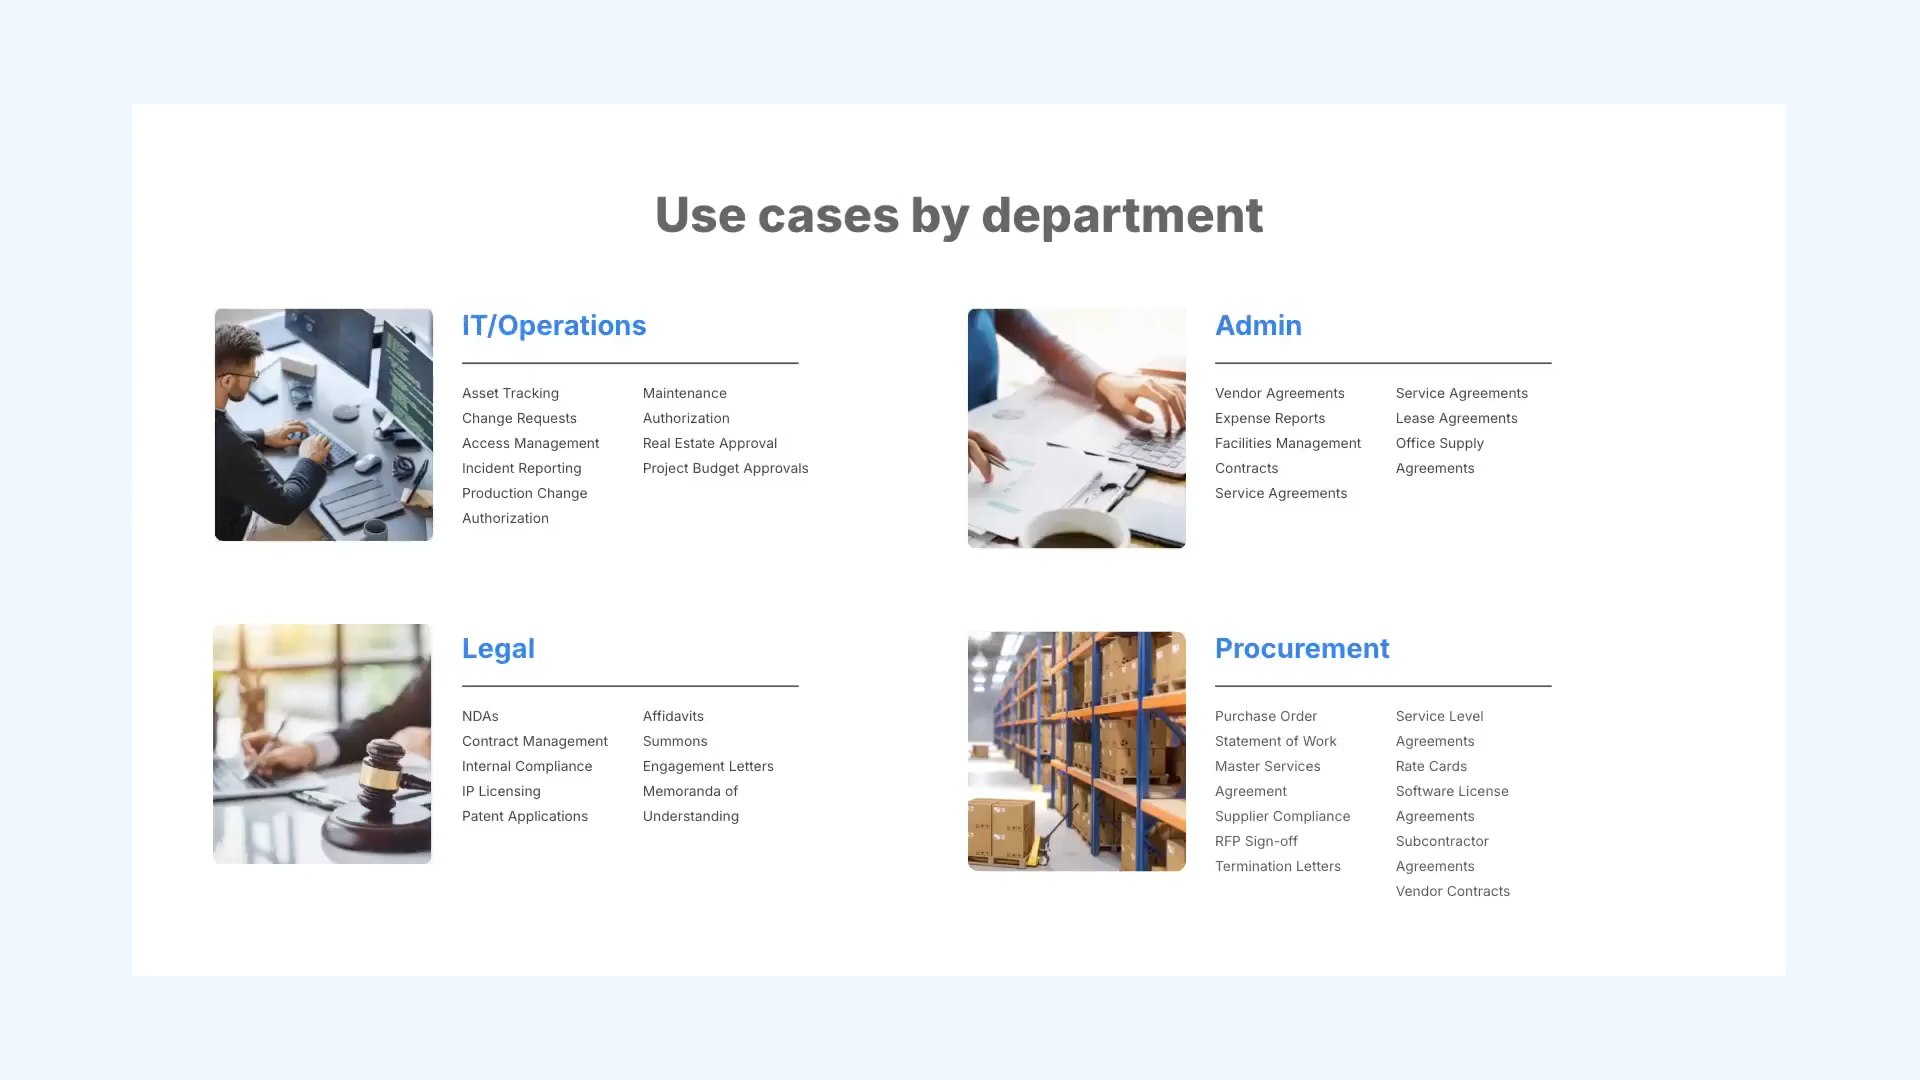 Use cases by department
IT/Operations
Asset Tracking
Change Requests
Access Management
Incident Reporting
Production Change
Authorization
Maintenance
Authorization
Real Estate Approval
Project Budget Approvals
Admin
Vendor Agreements
Expense Reports
Facilities Management
Contracts
Service Agreements
Service Agreements
Lease Agreements
Office Supply
Agreements
Legal
NDAs
Contract Management
Internal Compliance
IP Licensing
Patent Applications
Affidavits
Summons
Engagement Letters
Memoranda of
Understanding
Procurement
Purchase Order
Statement of Work
Master Services
Agreement
Supplier Compliance
RFP Sign-off
Termination Letters
Service Level
Agreements
Rate Cards
Software License
Agreements
Subcontractor
Agreements
Vendor Contracts